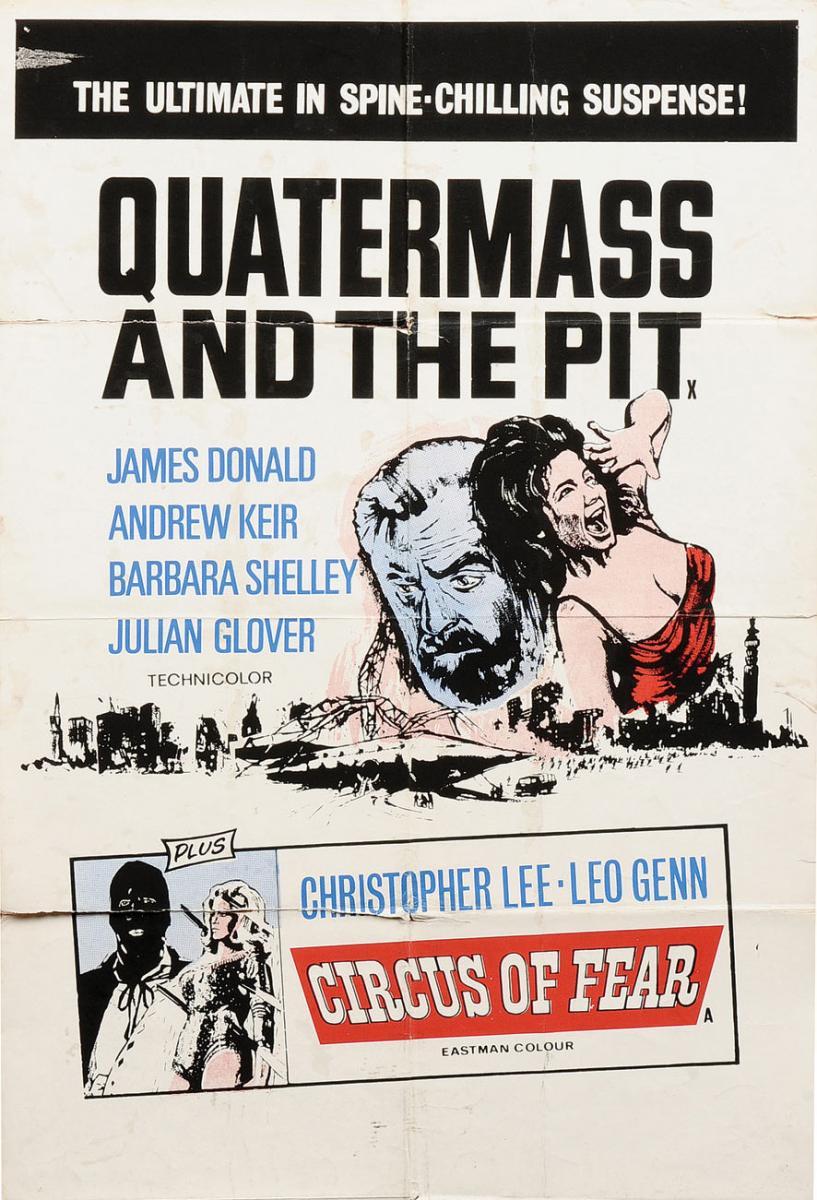 THE ULTIMATE IN SPINE-CHILLING SUSPENSE!
QUATERMASS
AND THE PIT X
JAMES DONALD
ANDREW KEIR
BARBARA SHELLEY
JULIAN GLOVER
TECHNICOLOR
PLUS
CHRISTOPHER LEE · LEO GENN
CIRCUS OF FEAR A
EASTMAN COLOUR